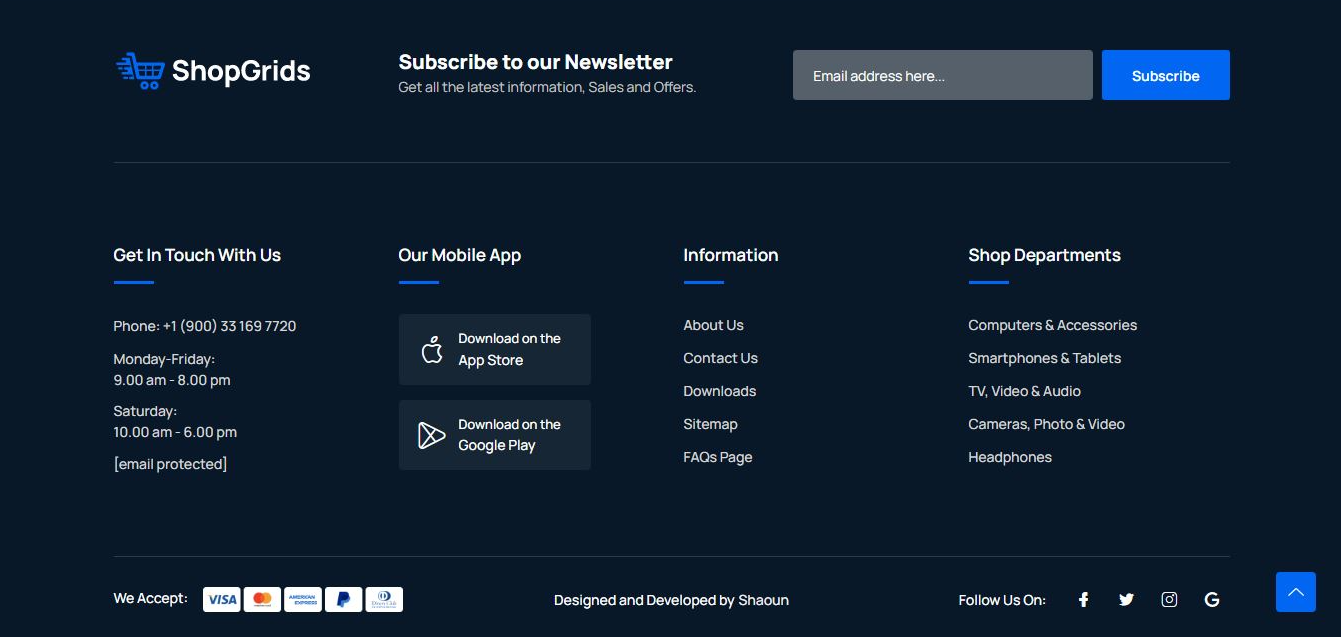 ShopGrids
Subscribe to our Newsletter
Get all the latest information, Sales and Offers.
Email address here...
Subscribe
Get In Touch With Us
Phone: +1 (900) 33 169 7720
Monday-Friday:
9.00 am - 8.00 pm
Saturday:
10.00 am - 6.00 pm
[email protected]
Our Mobile App
Download on the
App Store
Download on the
Google Play
Information
About Us
Contact Us
Downloads
Sitemap
FAQs Page
Shop Departments
Computers & Accessories
Smartphones & Tablets
TV, Video & Audio
Cameras, Photo & Video
Headphones
We Accept:
VISA
AMERICAN
EXPRESS
Designed and Developed by Shaoun
Follow Us On: